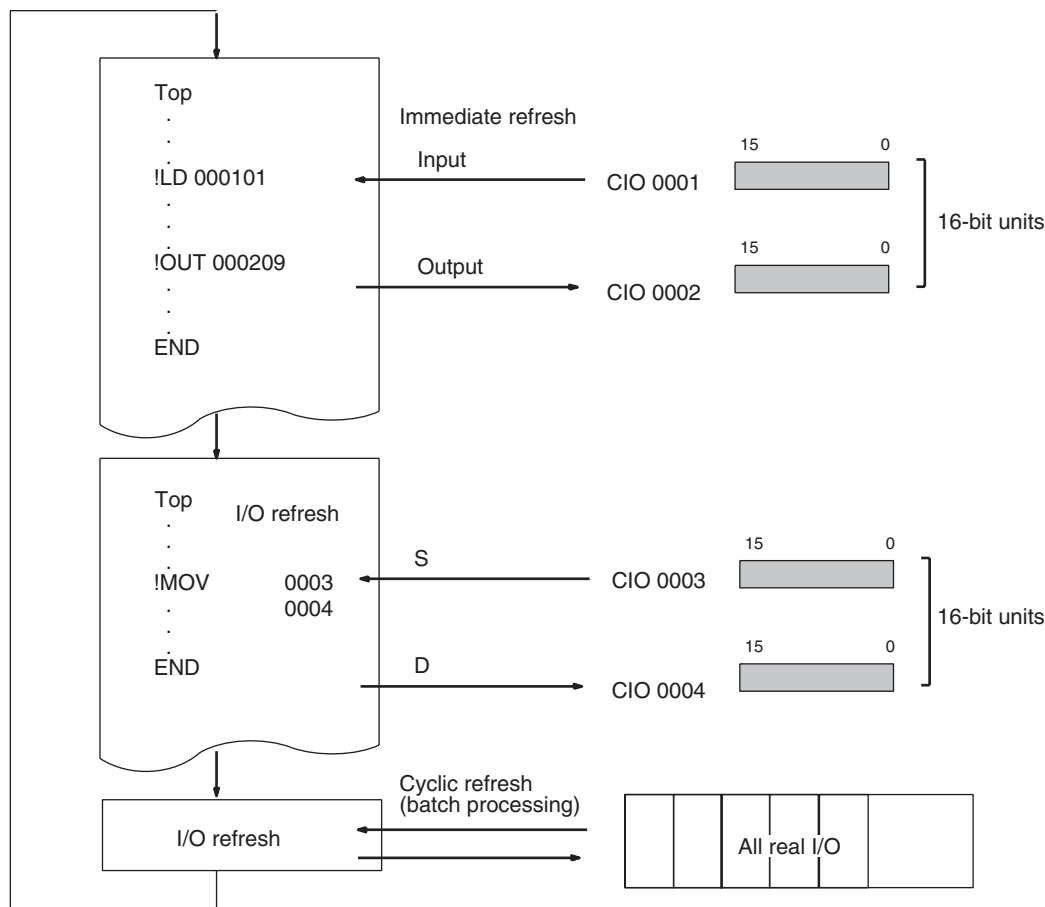 Top
Immediate refresh
!LD 000101
Input
CIO 0001
15 0
16-bit units
!OUT 000209
Output
CIO 0002
15 0
END
Top
I/O refresh
!MOV 0003
0004
S
CIO 0003
15 0
16-bit units
END
D
CIO 0004
15 0
Cyclic refresh
(batch processing)
I/O refresh
All real I/O